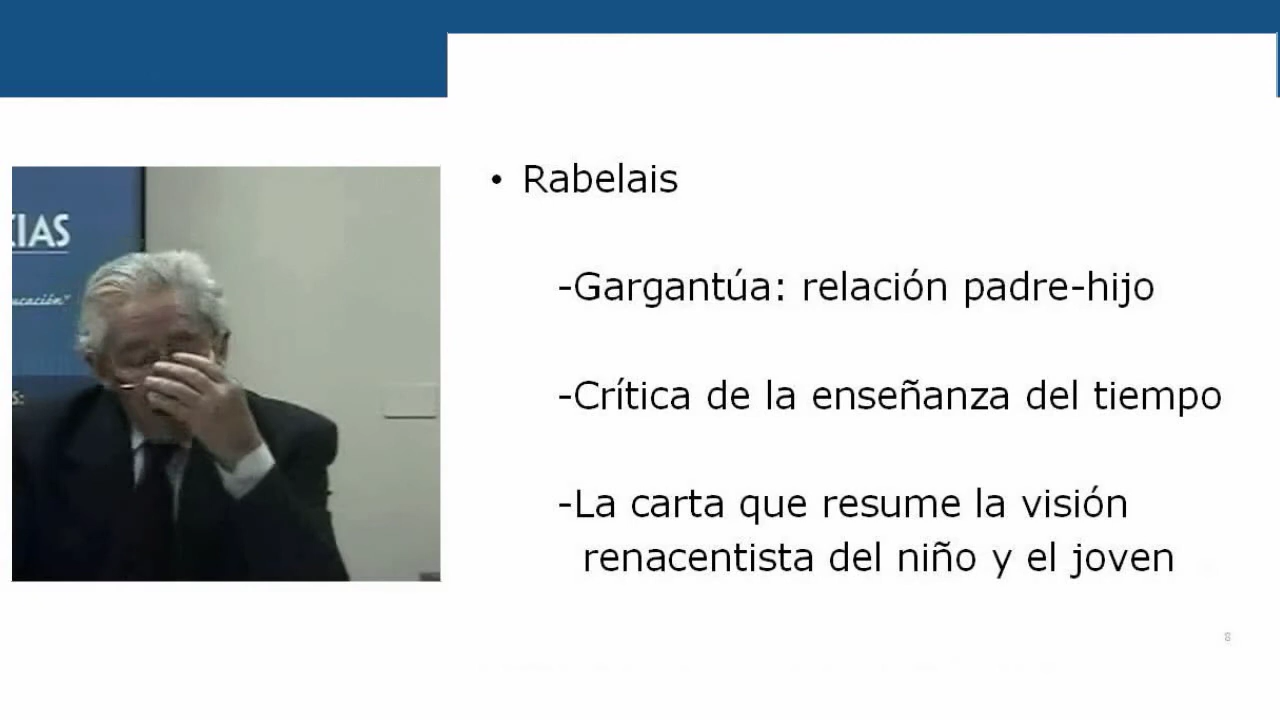 • Rabelais
-Gargantúa: relación padre-hijo
-Crítica de la enseñanza del tiempo
-La carta que resume la visión
renacentista del niño y el joven
8